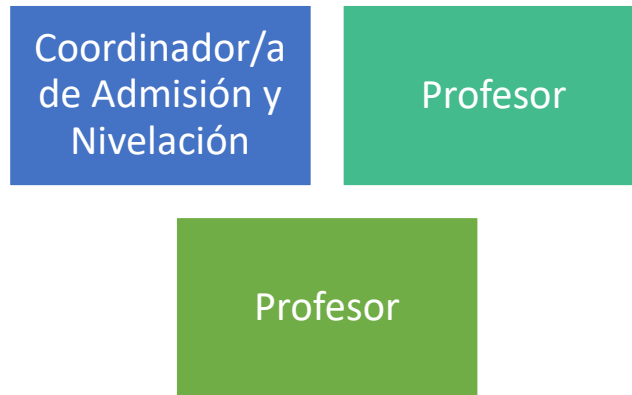 Coordinador/a
de Admisión y
Nivelación
Profesor
Profesor